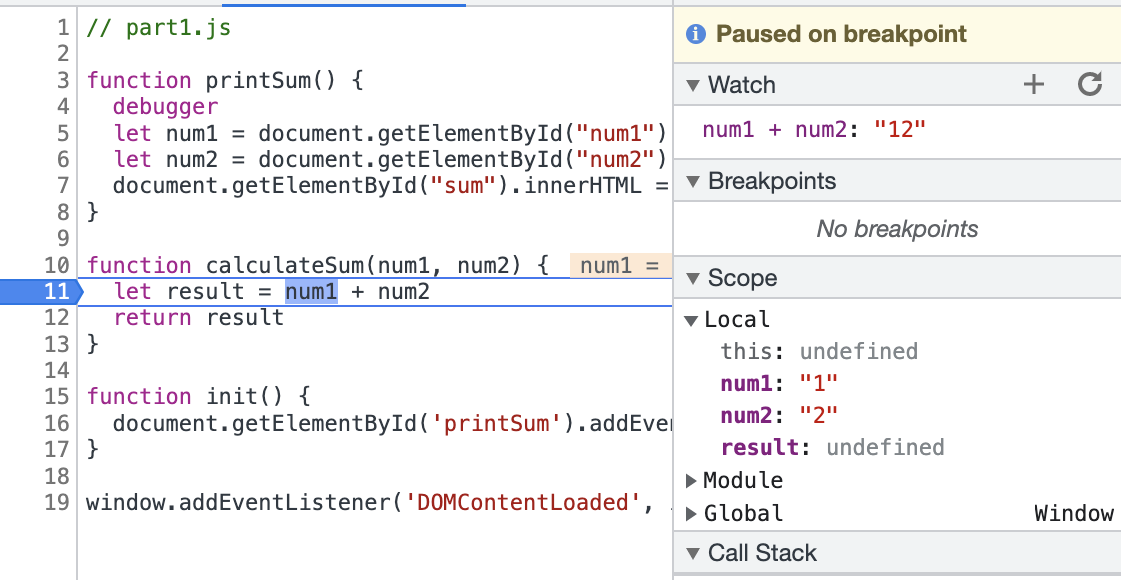 1 // part1.js
2
3 function printSum() {
4 debugger
5 let num1 = document.getElementById("num1")
6 let num2 = document.getElementById("num2")
7 document.getElementById("sum").innerHTML =
8 }
9
10 function calculateSum(num1, num2) { num1 =
11 let result = num1 + num2
12 return result
13 }
14
15 function init() {
16 document.getElementById('printSum').addEve
17 }
18
19 window.addEventListener('DOMContentLoaded',
Paused on breakpoint
Watch
num1 + num2: "12"
Breakpoints
No breakpoints
Scope
Local
this: undefined
num1: "1"
num2: "2"
result: undefined
Module
Global Window
Call Stack